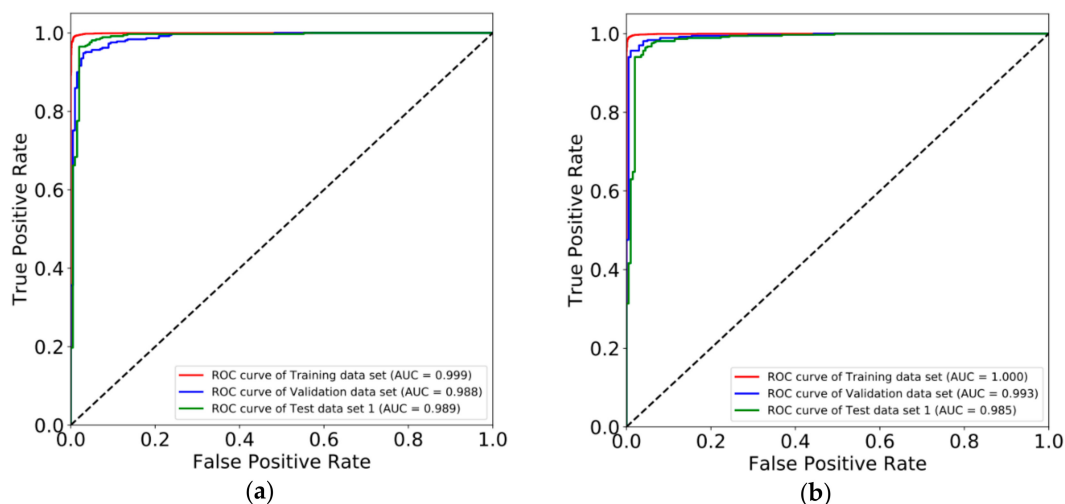 1.0
0.8
0.6
0.4
0.2
0.0
True Positive Rate
ROC curve of Training data set (AUC = 0.999)
ROC curve of Validation data set (AUC = 0.988)
ROC curve of Test data set 1 (AUC = 0.989)
0.0 0.2 0.4 0.6 0.8 1.0
False Positive Rate
(a)
1.0
0.8
0.6
0.4
0.2
0.0
True Positive Rate
ROC curve of Training data set (AUC = 1.000)
ROC curve of Validation data set (AUC = 0.993)
ROC curve of Test data set 1 (AUC = 0.985)
0.0 0.2 0.4 0.6 0.8 1.0
False Positive Rate
(b)